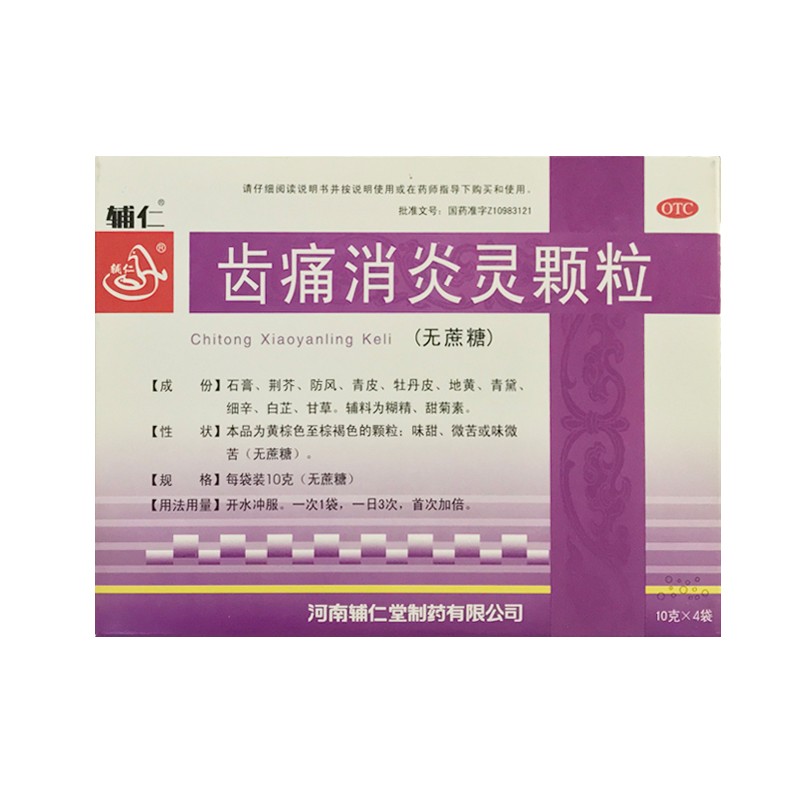 请仔细阅读说明书并按说明使用或在药师指导下购买和使用。
批准文号：国药准字Z10983121
OTC
辅仁®
辅仁®
齿痛消炎灵颗粒
Chitong Xiaoyanling Keli （无蔗糖）
【成　份】石膏、荆芥、防风、青皮、牡丹皮、地黄、青黛、
细辛、白芷、甘草。辅料为糊精、甜菊素。
【性　状】本品为黄棕色至棕褐色的颗粒；味甜、微苦或味微
苦（无蔗糖）。
【规　格】每袋装10克（无蔗糖）
【用法用量】开水冲服。一次1袋，一日3次，首次加倍。
河南辅仁堂制药有限公司
10克×4袋